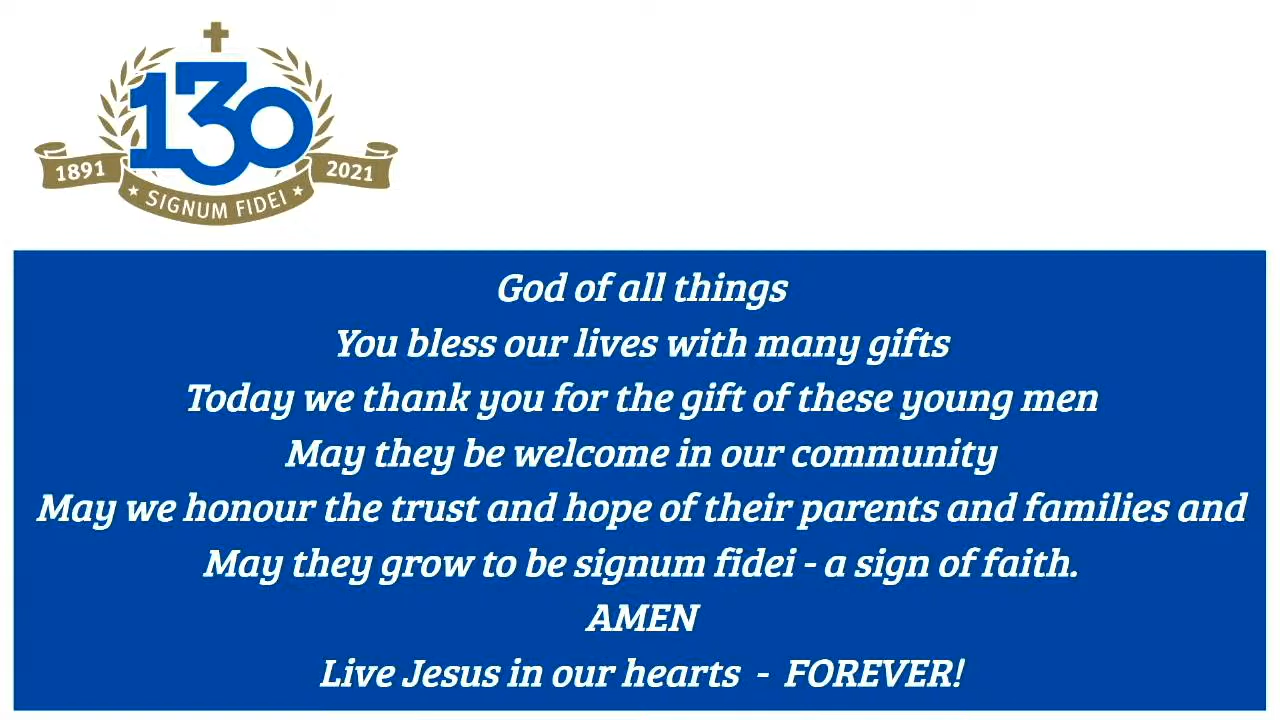 130
1891
2021
★ SIGNUM FIDEI ★
God of all things
You bless our lives with many gifts
Today we thank you for the gift of these young men
May they be welcome in our community
May we honour the trust and hope of their parents and families and
May they grow to be signum fidei - a sign of faith.
AMEN
Live Jesus in our hearts - FOREVER!